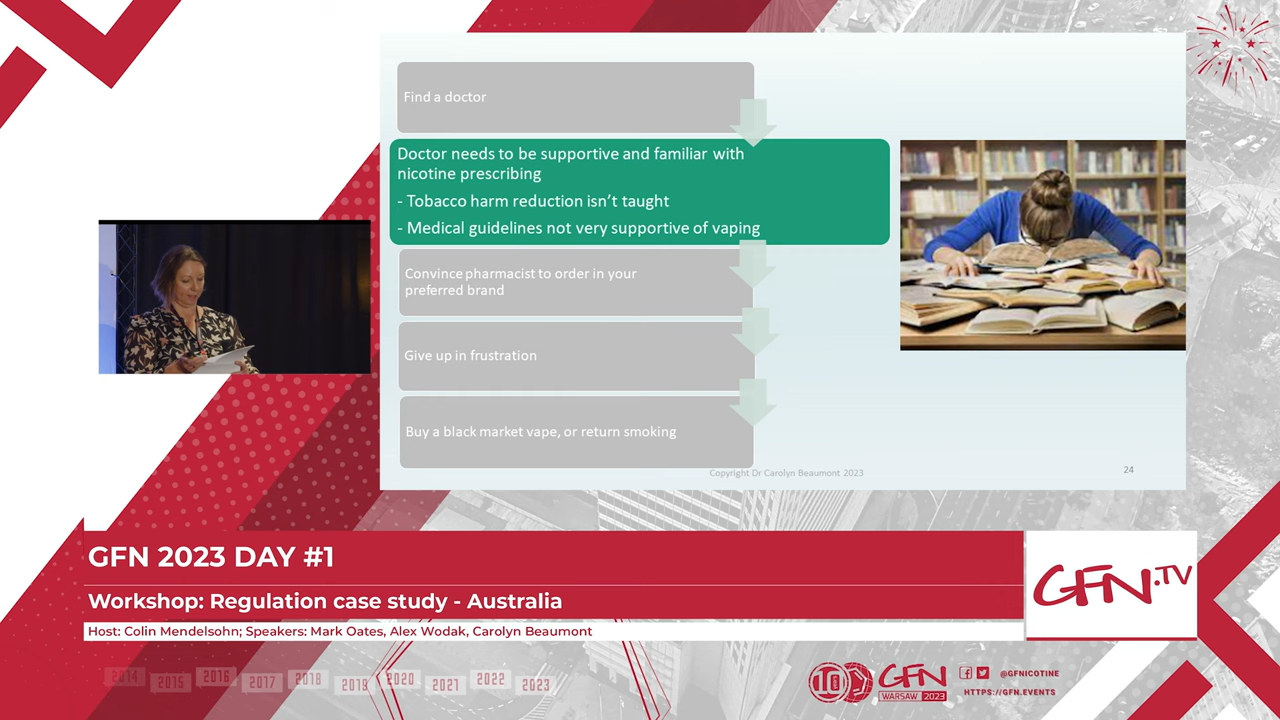 Find a doctor
Doctor needs to be supportive and familiar with
nicotine prescribing
- Tobacco harm reduction isn’t taught
- Medical guidelines not very supportive of vaping
Convince pharmacist to order in your
preferred brand
Give up in frustration
Buy a black market vape, or return smoking
Copyright Dr Carolyn Beaumont 2023
24
GFN 2023 DAY #1
Workshop: Regulation case study - Australia
Host: Colin Mendelsohn; Speakers: Mark Oates, Alex Wodak, Carolyn Beaumont
GFN.TV
2014
2015
2016
2017
2018
2019
2020
2021
2022
2023
10
GFN
WARSAW 2023
@GFNICOTINE
HTTPS://GFN.EVENTS